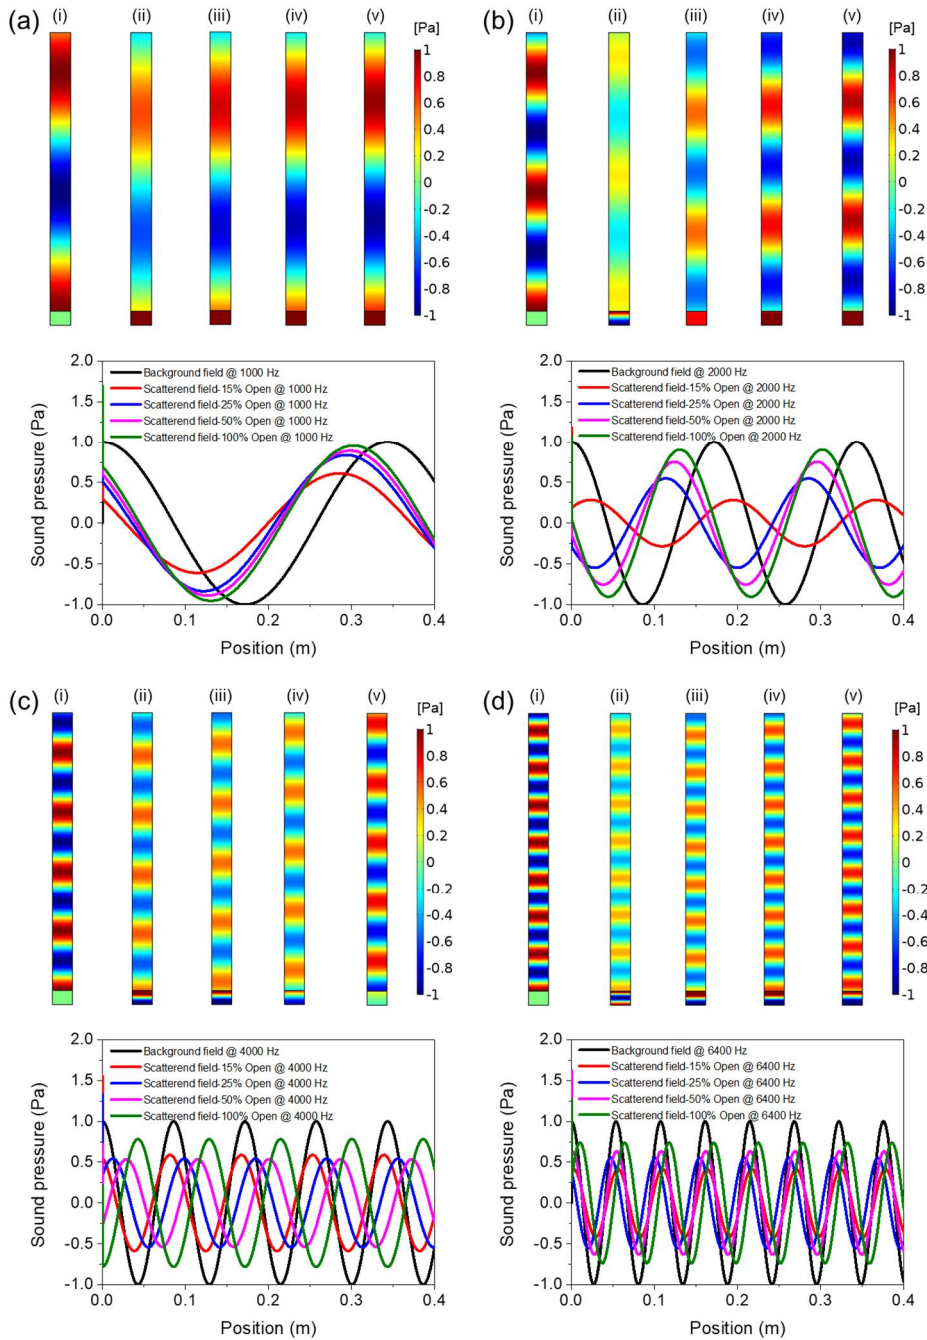 (a) (i) (ii) (iii) (iv) (v) [Pa]
1
0.8
0.6
0.4
0.2
0
-0.2
-0.4
-0.6
-0.8
-1
2.0
1.5
1.0
0.5
0.0
-0.5
-1.0
Sound pressure (Pa)
Background field @ 1000 Hz
Scatterend field-15% Open @ 1000 Hz
Scatterend field-25% Open @ 1000 Hz
Scatterend field-50% Open @ 1000 Hz
Scatterend field-100% Open @ 1000 Hz
0.0 0.1 0.2 0.3 0.4
Position (m)
(b) (i) (ii) (iii) (iv) (v) [Pa]
1
0.8
0.6
0.4
0.2
0
-0.2
-0.4
-0.6
-0.8
-1
2.0
1.5
1.0
0.5
0.0
-0.5
-1.0
Sound pressure (Pa)
Background field @ 2000 Hz
Scatterend field-15% Open @ 2000 Hz
Scatterend field-25% Open @ 2000 Hz
Scatterend field-50% Open @ 2000 Hz
Scatterend field-100% Open @ 2000 Hz
0.0 0.1 0.2 0.3 0.4
Position (m)
(c) (i) (ii) (iii) (iv) (v) [Pa]
1
0.8
0.6
0.4
0.2
0
-0.2
-0.4
-0.6
-0.8
-1
2.0
1.5
1.0
0.5
0.0
-0.5
-1.0
Sound pressure (Pa)
Background field @ 4000 Hz
Scatterend field-15% Open @ 4000 Hz
Scatterend field-25% Open @ 4000 Hz
Scatterend field-50% Open @ 4000 Hz
Scatterend field-100% Open @ 4000 Hz
0.0 0.1 0.2 0.3 0.4
Position (m)
(d) (i) (ii) (iii) (iv) (v) [Pa]
1
0.8
0.6
0.4
0.2
0
-0.2
-0.4
-0.6
-0.8
-1
2.0
1.5
1.0
0.5
0.0
-0.5
-1.0
Sound pressure (Pa)
Background field @ 6400 Hz
Scatterend field-15% Open @ 6400 Hz
Scatterend field-25% Open @ 6400 Hz
Scatterend field-50% Open @ 6400 Hz
Scatterend field-100% Open @ 6400 Hz
0.0 0.1 0.2 0.3 0.4
Position (m)